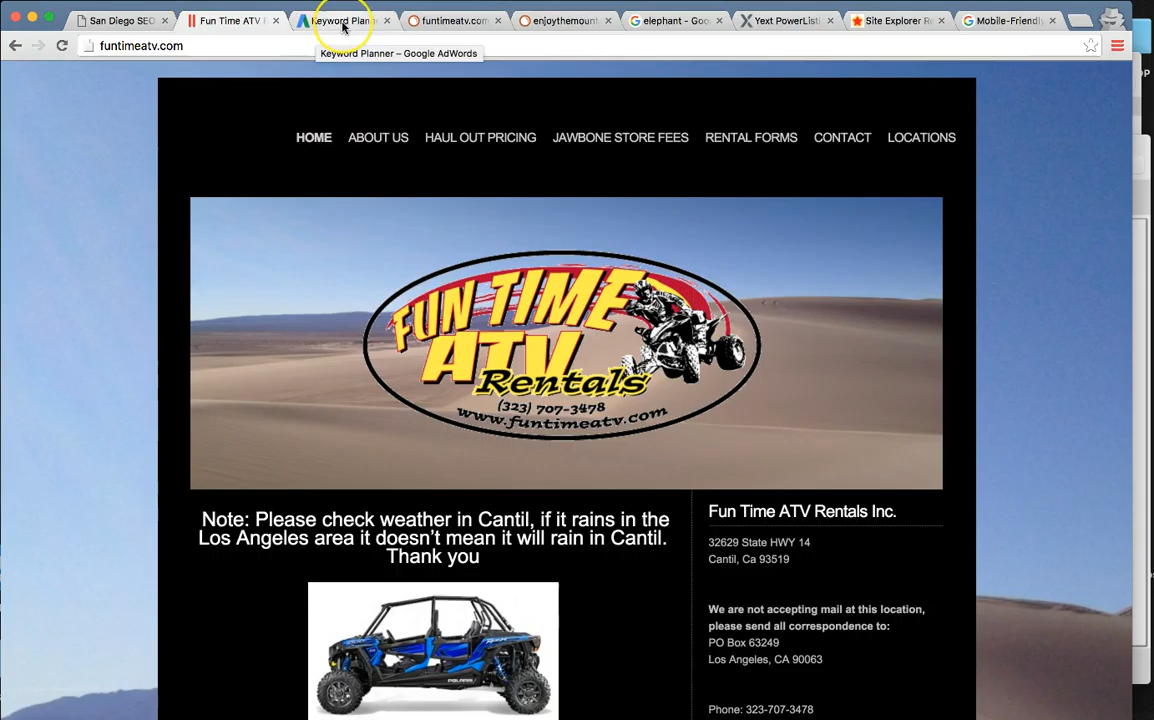 San Diego SEO
Fun Time ATV
Keyword Plann
funtimeatv.com
enjoythemount
elephant - Goo
Yext PowerListi
Site Explorer R
Mobile-Friendly
funtimeatv.com
Keyword Planner – Google AdWords
HOME ABOUT US HAUL OUT PRICING JAWBONE STORE FEES RENTAL FORMS CONTACT LOCATIONS
FUN TIME
ATV
Rentals
(323) 707-3478
www.funtimeatv.com
Note: Please check weather in Cantil, if it rains in the
Los Angeles area it doesn't mean it will rain in Cantil.
Thank you
POLARIS
Fun Time ATV Rentals Inc.
32629 State HWY 14
Cantil, Ca 93519
We are not accepting mail at this location,
please send all correspondence to:
PO Box 63249
Los Angeles, CA 90063
Phone: 323-707-3478